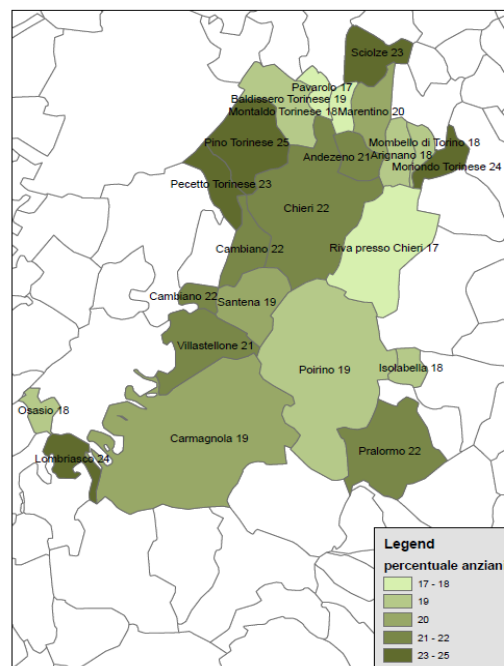 Sciolze 23
Pavarolo 17
Baldissero Torinese 19
Montaldo Torinese 18
Marentino 20
Pino Torinese 25
Mombello di Torino 18
Andezeno 21
Arignano 18
Moriondo Torinese 24
Pecetto Torinese 23
Chieri 22
Cambiano 22
Riva presso Chieri 17
Cambiano 22
Santena 19
Villastellone 21
Poirino 19
Isolabella 18
Osasio 18
Carmagnola 19
Pralormo 22
Lombriasco 24
Legend
percentuale anziani
17 - 18
19
20
21 - 22
23 - 25